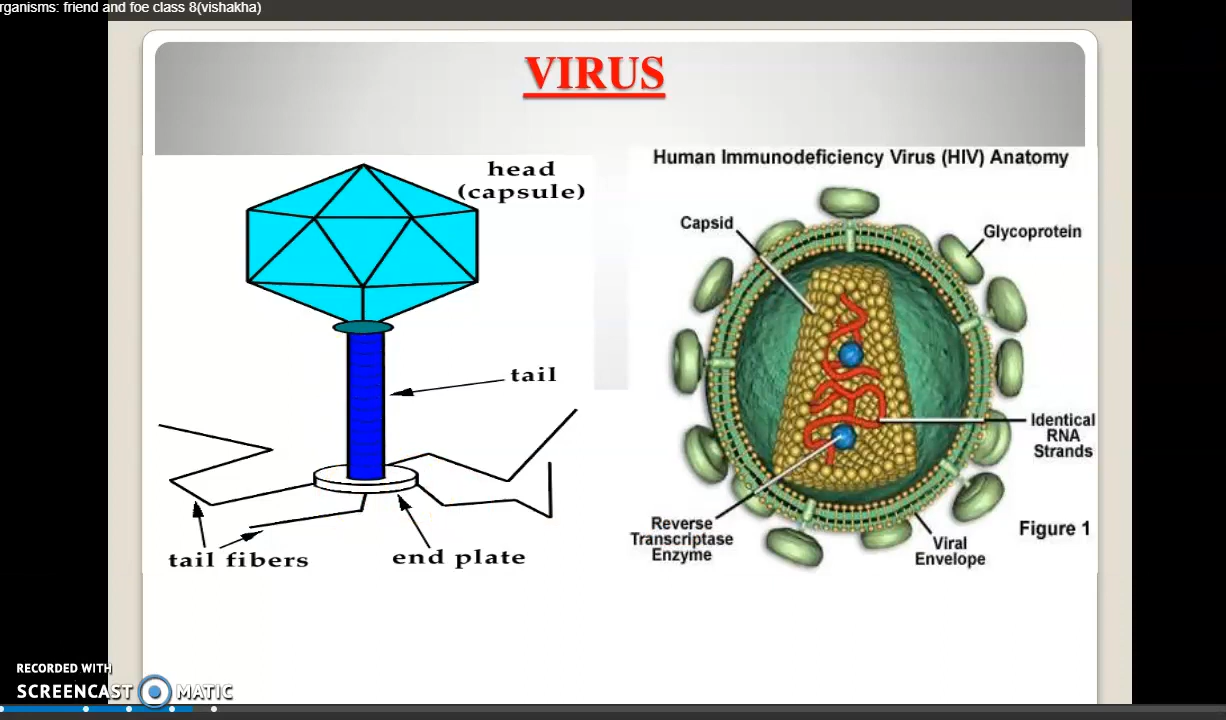 rganisms: friend and foe class 8(vishakha)
VIRUS
head
(capsule)
tail
tail fibers
end plate
Human Immunodeficiency Virus (HIV) Anatomy
Capsid
Glycoprotein
Identical
RNA
Strands
Reverse
Transcriptase
Enzyme
Viral
Envelope
Figure 1
RECORDED WITH
SCREENCAST MATIC